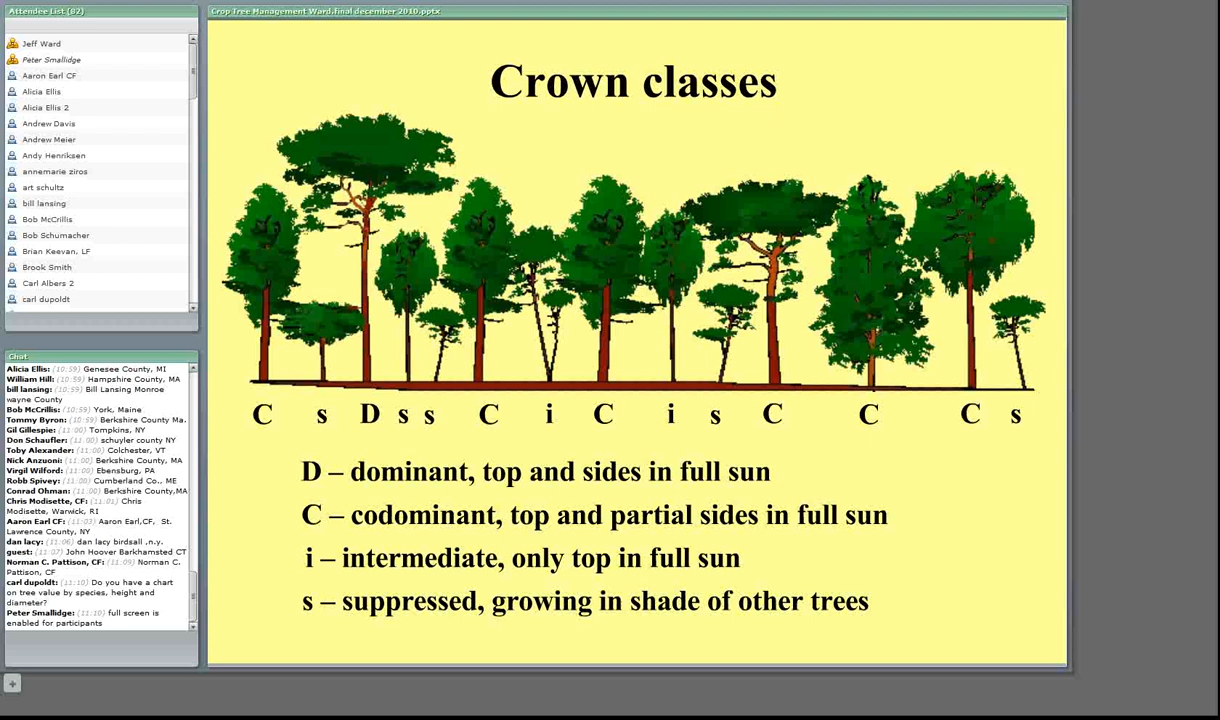 Attendee List (82)
Jeff Ward
Peter Smallidge
Aaron Earl CF
Alicia Ellis
Alicia Ellis 2
Andrew Davis
Andrew Meier
Andy Henriksen
annemarie ziros
art schultz
bill lansing
Bob McCrillis
Bob Schumacher
Brian Keevan, LF
Brook Smith
Carl Albers 2
carl dupoldt
Chat
Alicia Ellis: (10:59) Genesee County, MI
William Hill: (10:59) Hampshire County, MA
bill lansing: (10:59) Bill Lansing Monroe
wayne County
Bob McCrillis: (10:59) York, Maine
Tommy Byron: (10:59) Berkshire County Ma.
Gil Gillespie: (10:59) Tompkins, NY
Don Schaufler: (11:00) schuyler county NY
Toby Alexander: (11:00) Colchester, VT
Nick Anzuoni: (11:00) Berkshire County, MA
Virgil Wilford: (11:00) Ebensburg, PA
Robb Spivey: (11:00) Cumberland Co., ME
Conrad Ohman: (11:00) Berkshire County,MA
Chris Modisette, CF: (11:01) Chris
Modisette, Warwick, RI
Aaron Earl CF: (11:03) Aaron Earl,CF, St.
Lawrence County, NY
dan lacy: (11:06) dan lacy birdsall .n.y.
guest: (11:07) John Hoover Barkhamsted CT
Norman C. Pattison, CF: (11:09) Norman C.
Pattison, CF
carl dupoldt: (11:10) Do you have a chart
on tree value by species, height and
diameter?
Peter Smallidge: (11:10) full screen is
enabled for participants
Crop Tree Management Ward.final december 2010.pptx
Crown classes
C s D s s C i C i s C C C s
D – dominant, top and sides in full sun
C – codominant, top and partial sides in full sun
i – intermediate, only top in full sun
s – suppressed, growing in shade of other trees